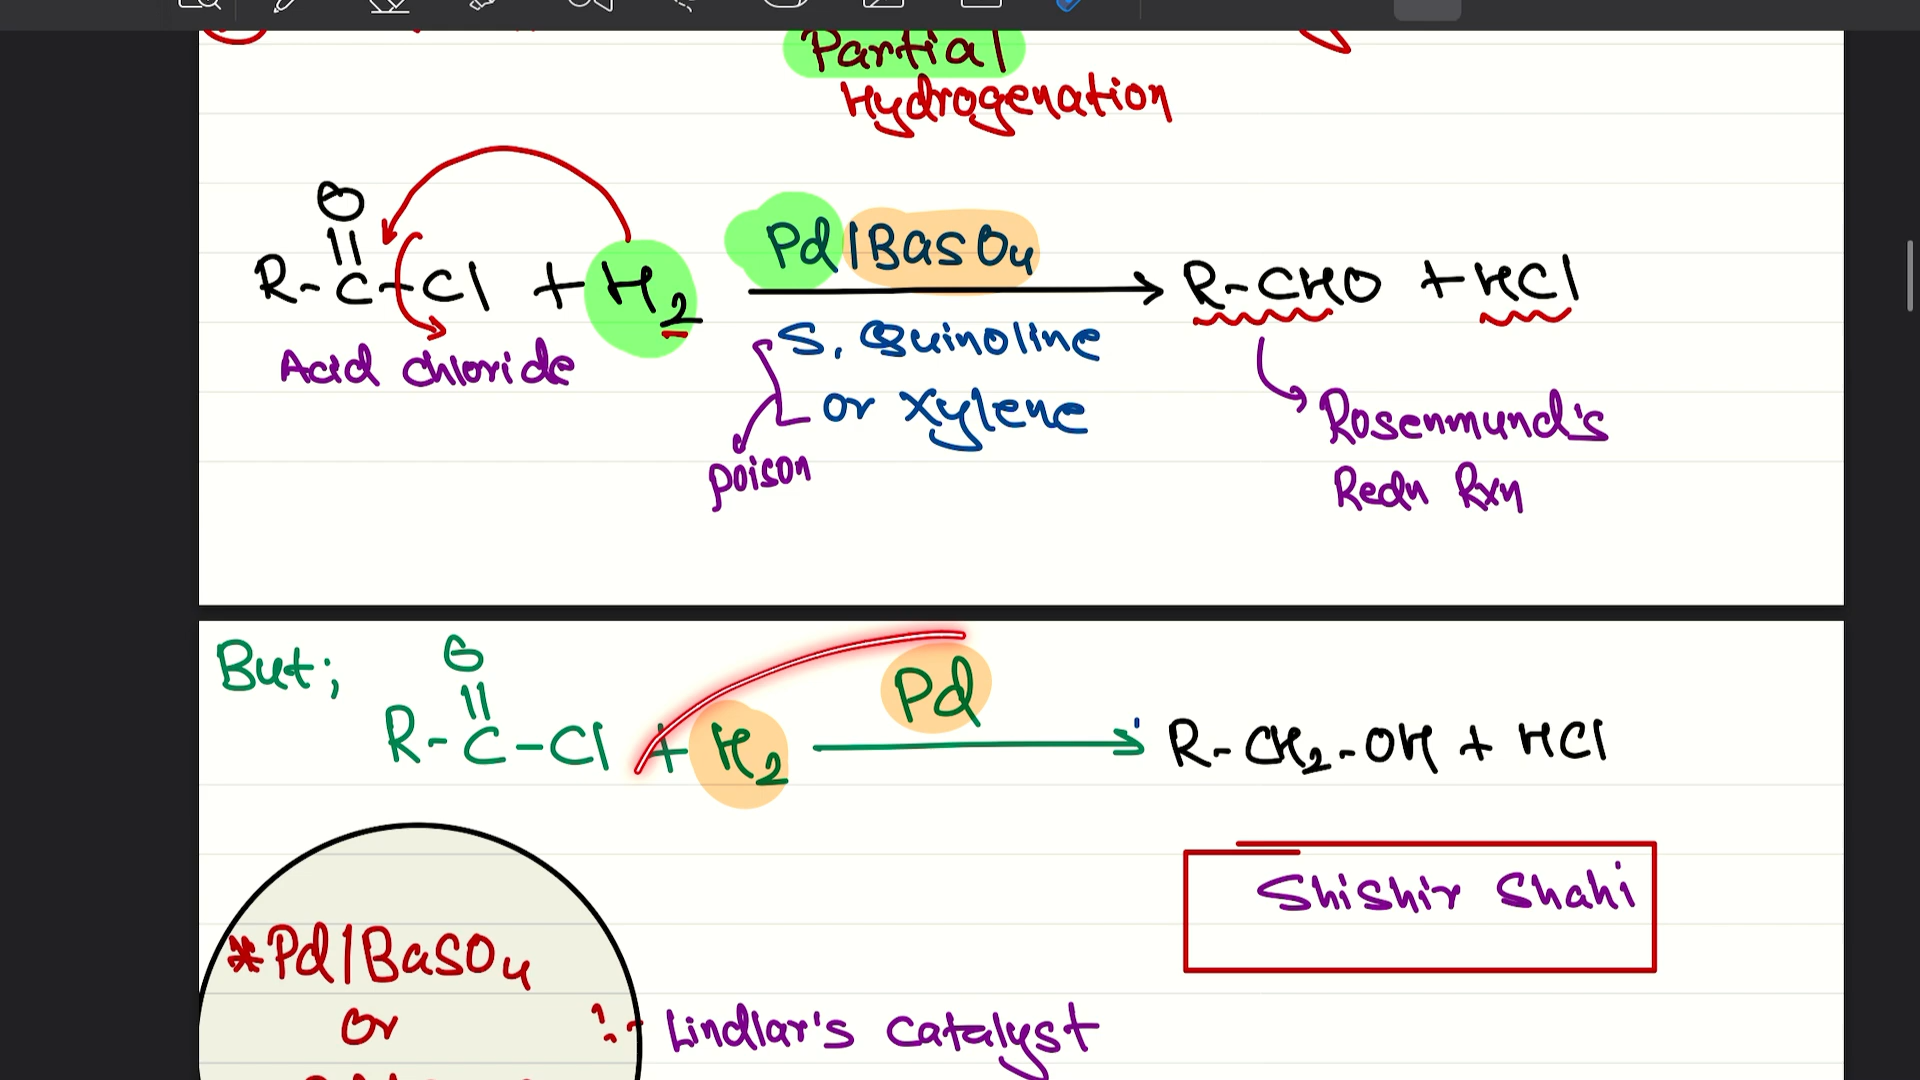 Partial
Hydrogenation
O
||
R-C-Cl + H₂ Pd|BaSO₄ → R-CHO + HCl
Acid chloride
S, Quinoline
or Xylene
Poison
Rosenmund's
Redn Rxn
But; O
||
R-C-Cl + H₂ Pd → R-CH₂-OH + HCl
Shishir Shahi
*Pd|BaSO₄
Or
:- Lindlar's Catalyst